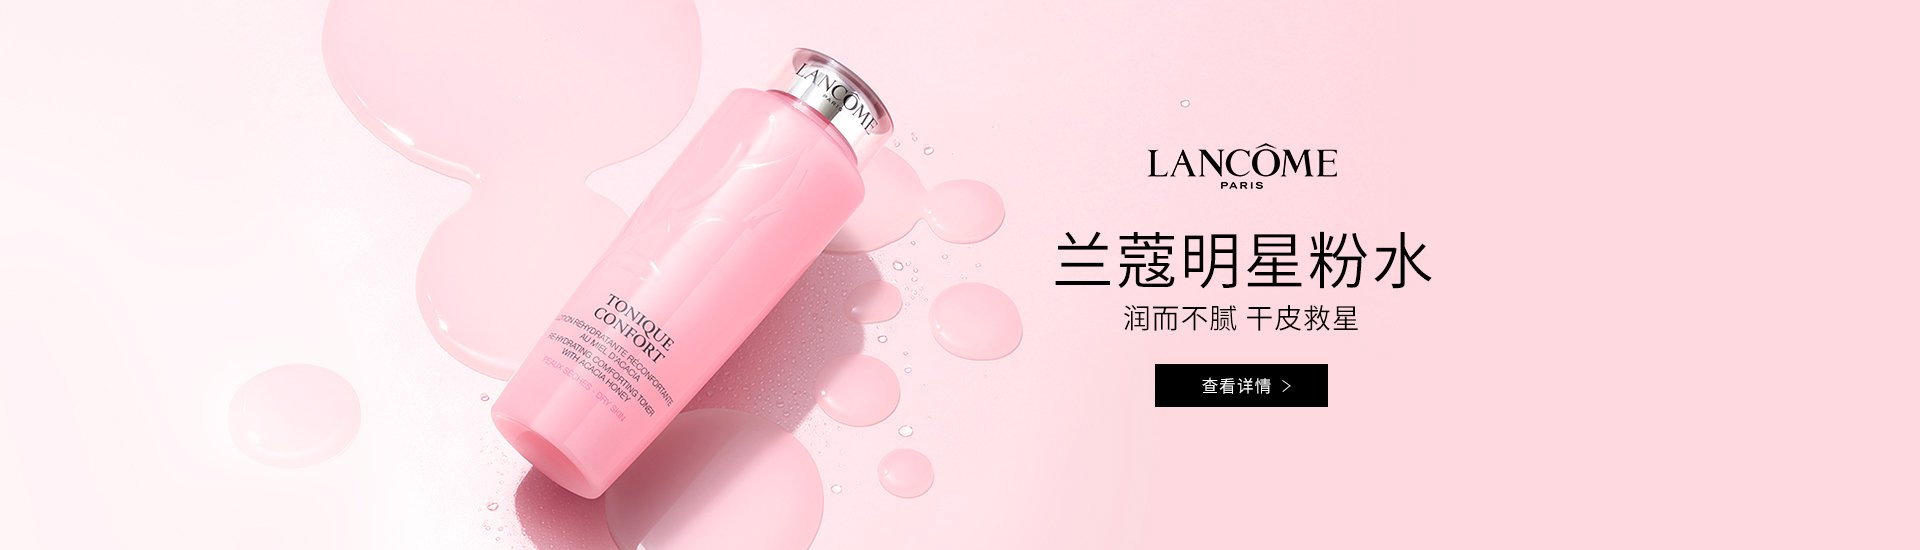 LANCÔME
PARIS
TONIQUE
CONFORT
LOTION RÉHYDRATANTE RÉCONFORTANTE
AU MIEL D'ACACIA
RE-HYDRATING COMFORTING TONER
WITH ACACIA HONEY
PEAUX SÈCHES - DRY SKIN
LANCÔME
PARIS
兰蔻明星粉水
润而不腻 干皮救星
查看详情 >